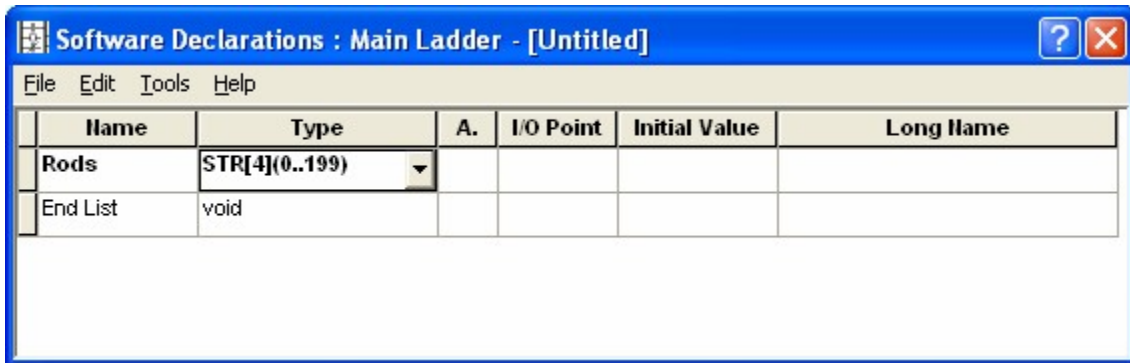 Software Declarations : Main Ladder - [Untitled]
File Edit Tools Help
Name Type A. I/O Point Initial Value Long Name
Rods STR[4](0..199)
End List void